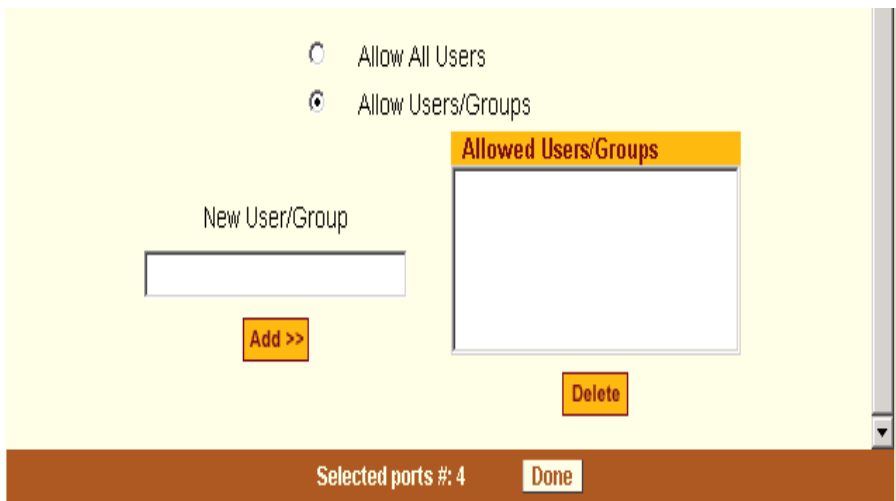 Allow All Users
Allow Users/Groups
Allowed Users/Groups
New User/Group
Add >>
Delete
Selected ports #: 4
Done